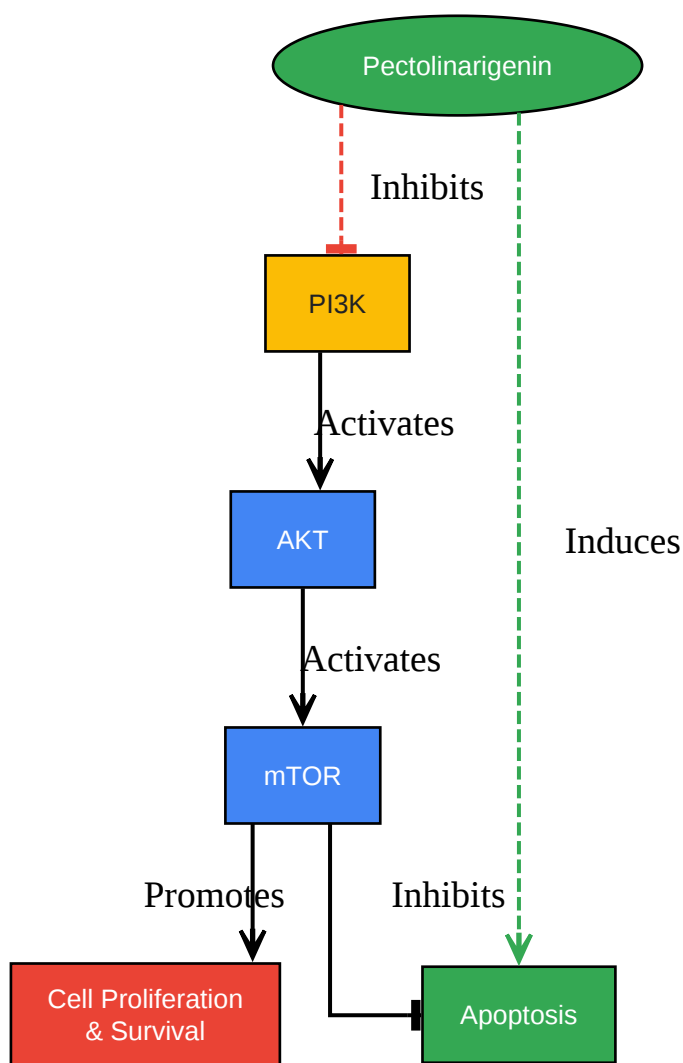 Pectolinarigenin
Inhibits
PI3K
Activates
AKT
Induces
Activates
mTOR
Promotes
Inhibits
Cell Proliferation
& Survival
Apoptosis